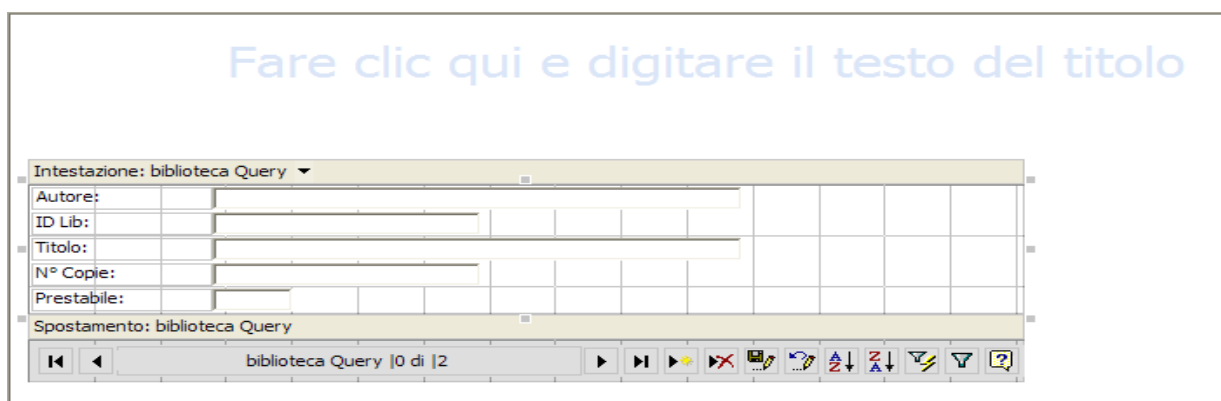 Fare clic qui e digitare il testo del titolo
Intestazione: biblioteca Query
Autore:
ID Lib:
Titolo:
N° Copie:
Prestabile:
Spostamento: biblioteca Query
biblioteca Query |0 di |2